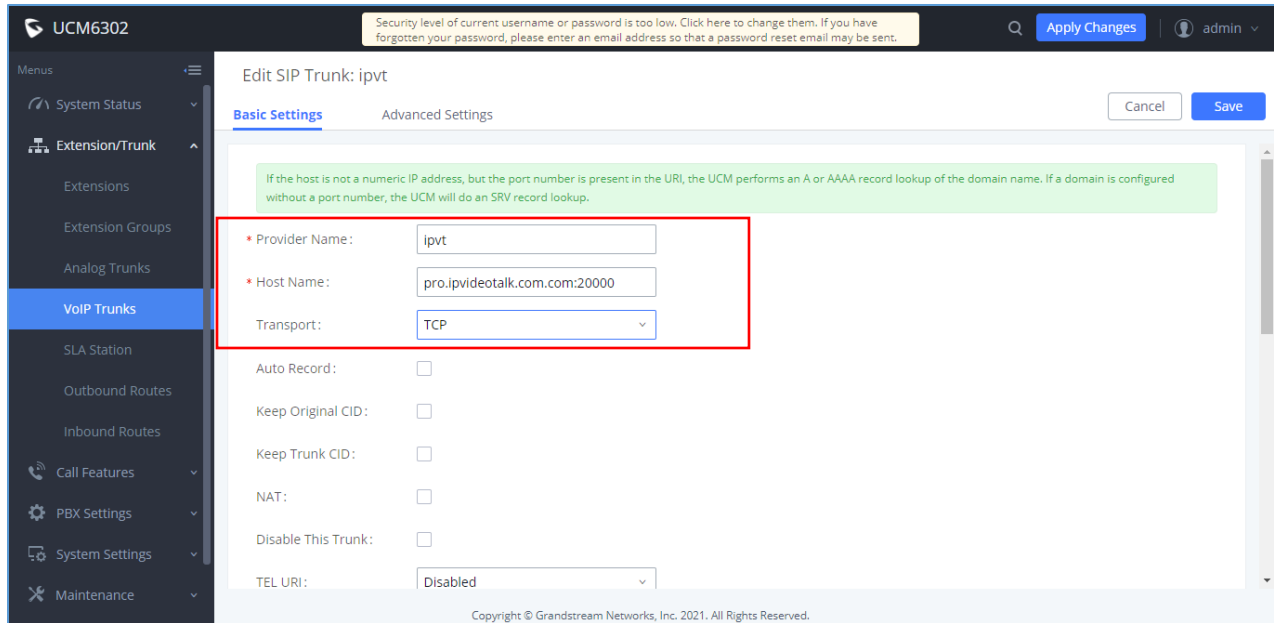 UCM6302
Security level of current username or password is too low. Click here to change them. If you have
forgotten your password, please enter an email address so that a password reset email may be sent.
Apply Changes
admin
Menus
System Status
Extension/Trunk
Extensions
Extension Groups
Analog Trunks
VoIP Trunks
SLA Station
Outbound Routes
Inbound Routes
Call Features
PBX Settings
System Settings
Maintenance
Edit SIP Trunk: ipvt
Basic Settings
Advanced Settings
Cancel
Save
If the host is not a numeric IP address, but the port number is present in the URI, the UCM performs an A or AAAA record lookup of the domain name. If a domain is configured
without a port number, the UCM will do an SRV record lookup.
* Provider Name: ipvt
* Host Name: pro.ipvideotalk.com.com:20000
Transport: TCP
Auto Record:
Keep Original CID:
Keep Trunk CID:
NAT:
Disable This Trunk:
TEL URI: Disabled
Copyright © Grandstream Networks, Inc. 2021. All Rights Reserved.